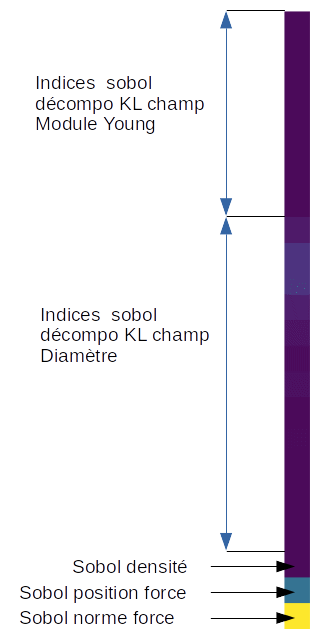 Indices sobol
décompo KL champ
Module Young
Indices sobol
décompo KL champ
Diamètre
Sobol densité
Sobol position force
Sobol norme force